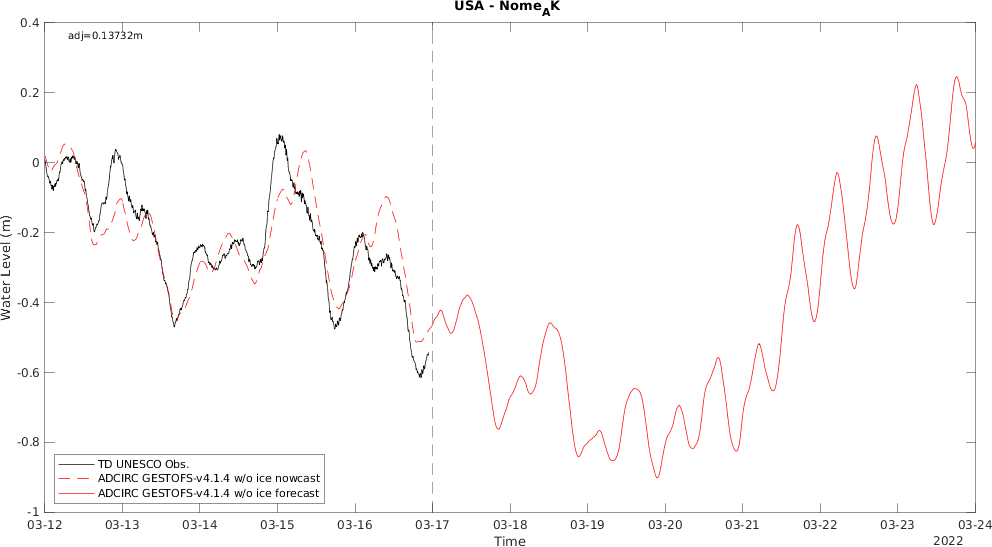 USA - Nome_AK
adj=0.13732m
0.4
0.2
0
-0.2
-0.4
-0.6
-0.8
-1
Water Level (m)
TD UNESCO Obs.
ADCIRC GESTOFS-v4.1.4 w/o ice nowcast
ADCIRC GESTOFS-v4.1.4 w/o ice forecast
03-12 03-13 03-14 03-15 03-16 03-17 03-18 03-19 03-20 03-21 03-22 03-23 03-24
Time
2022